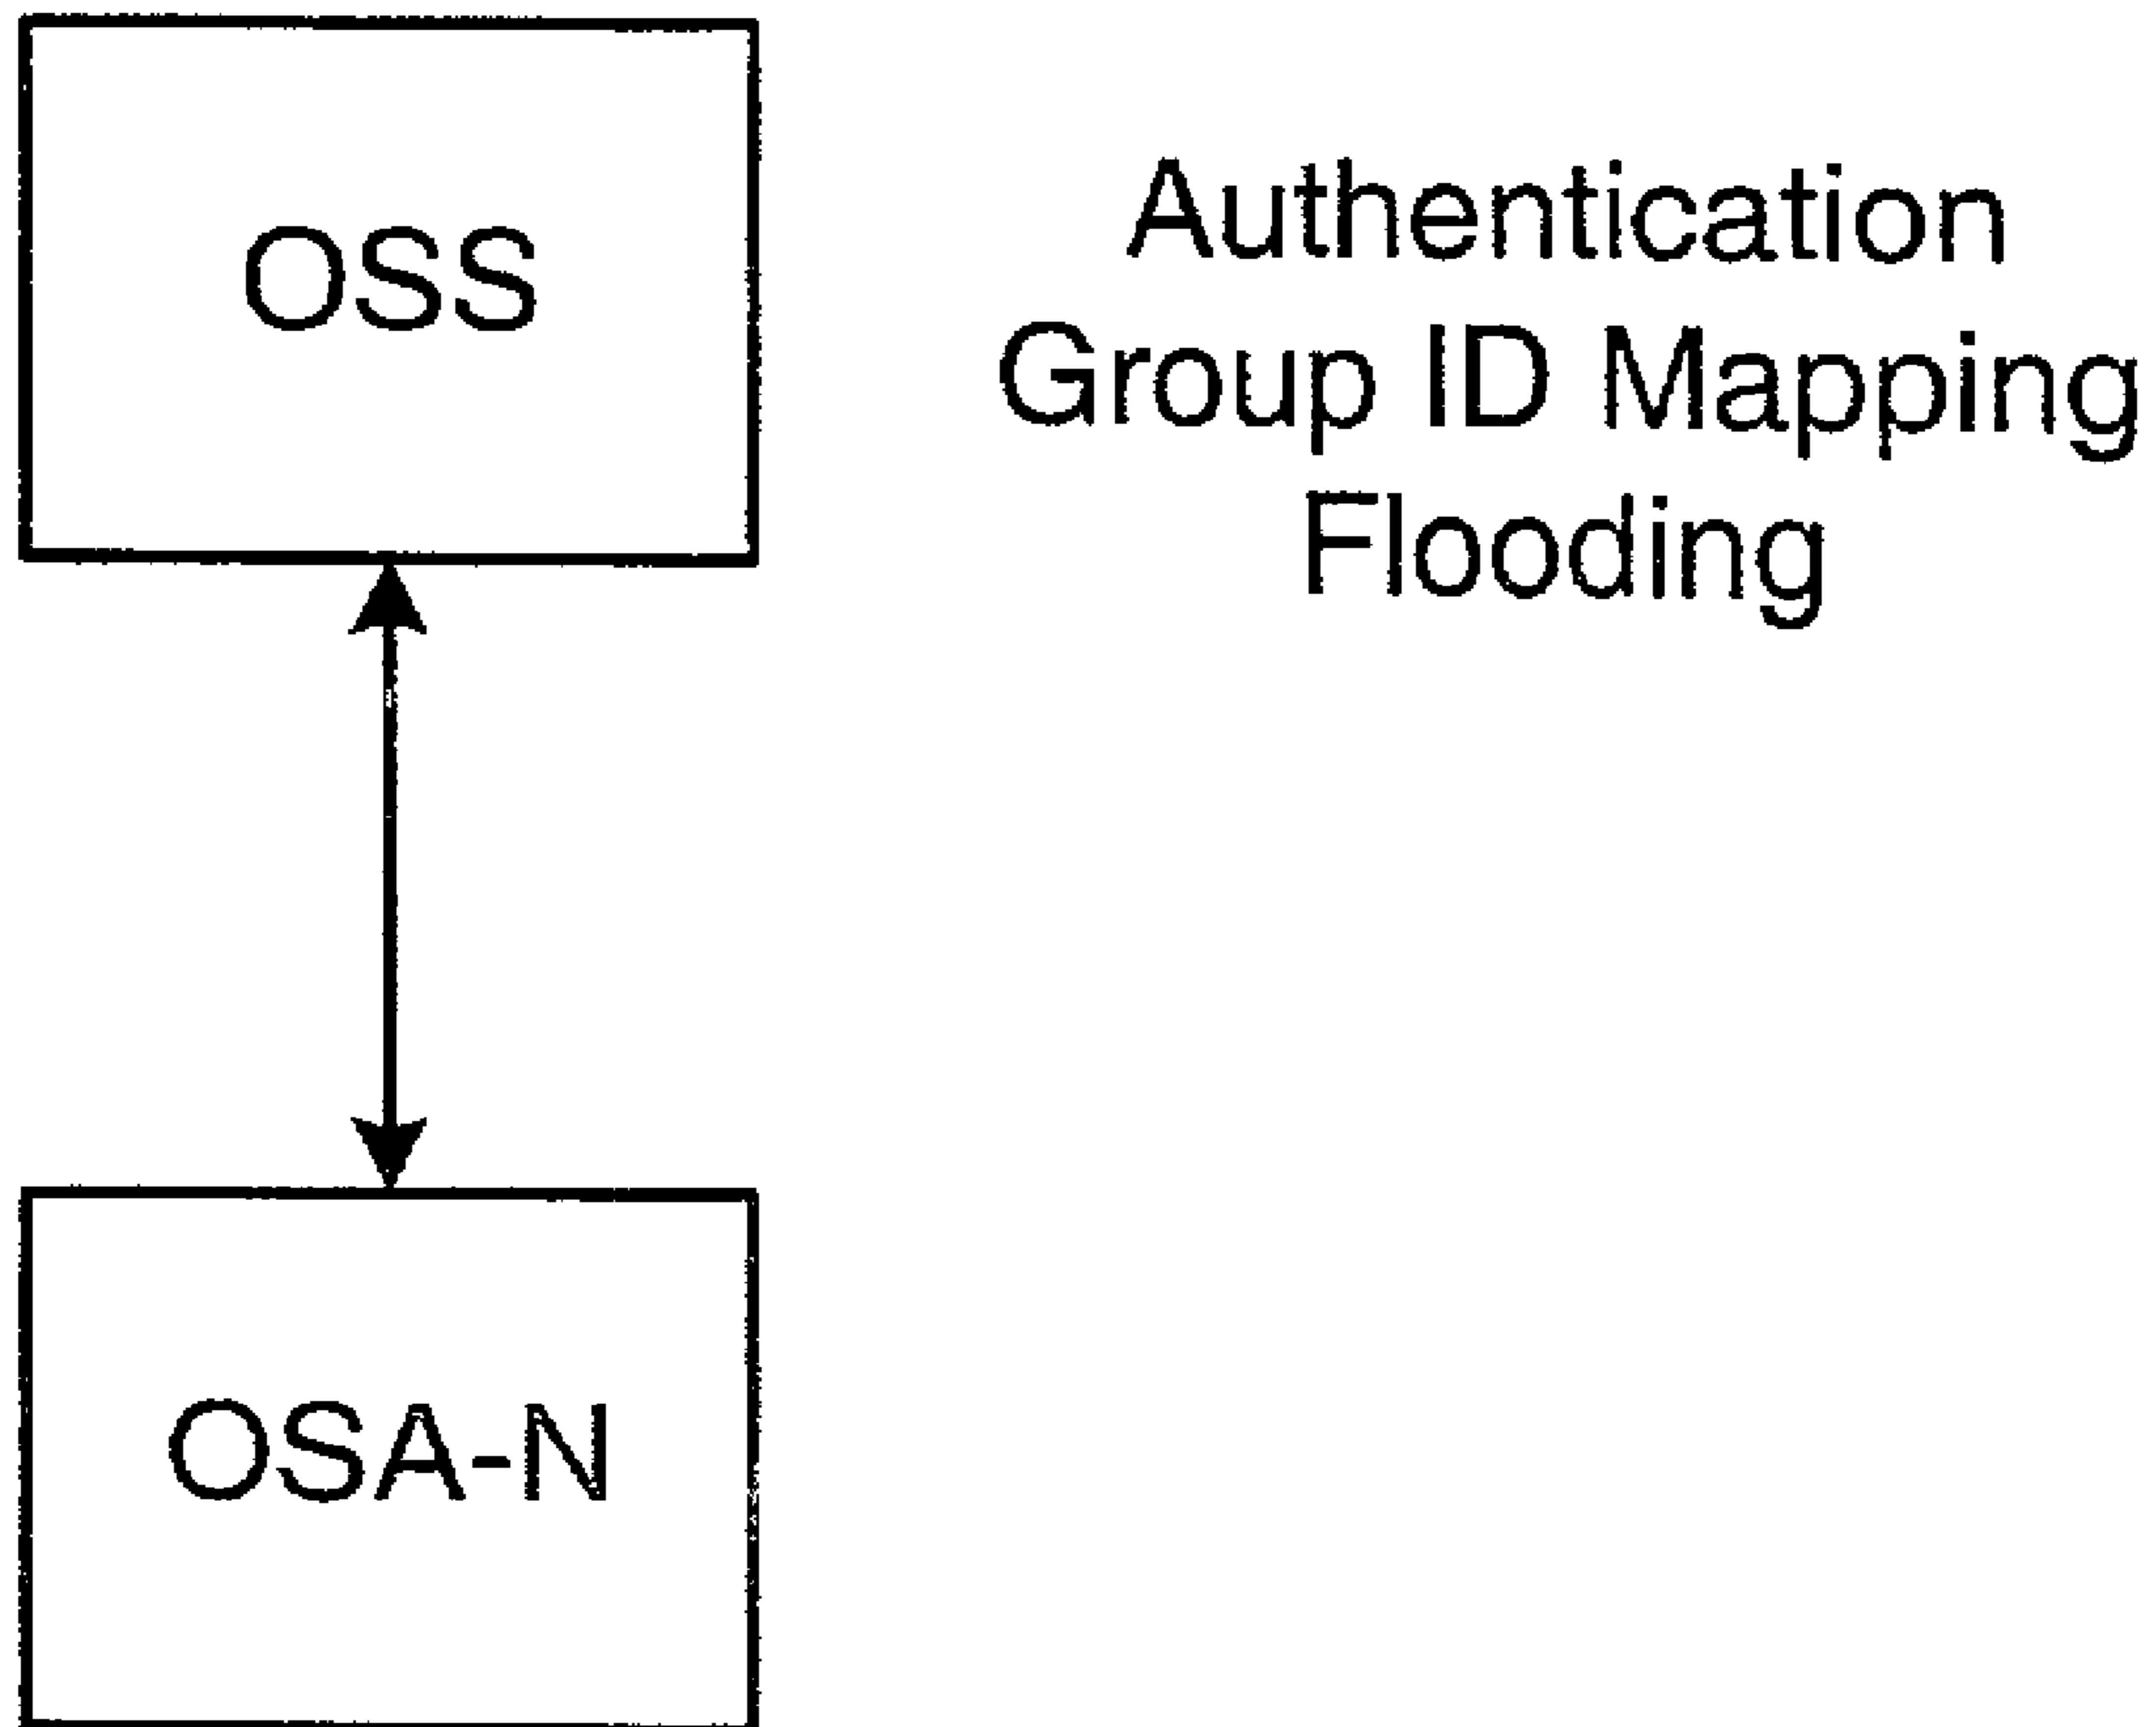 OSS
Authentication
Group ID Mapping
Flooding
OSA-N